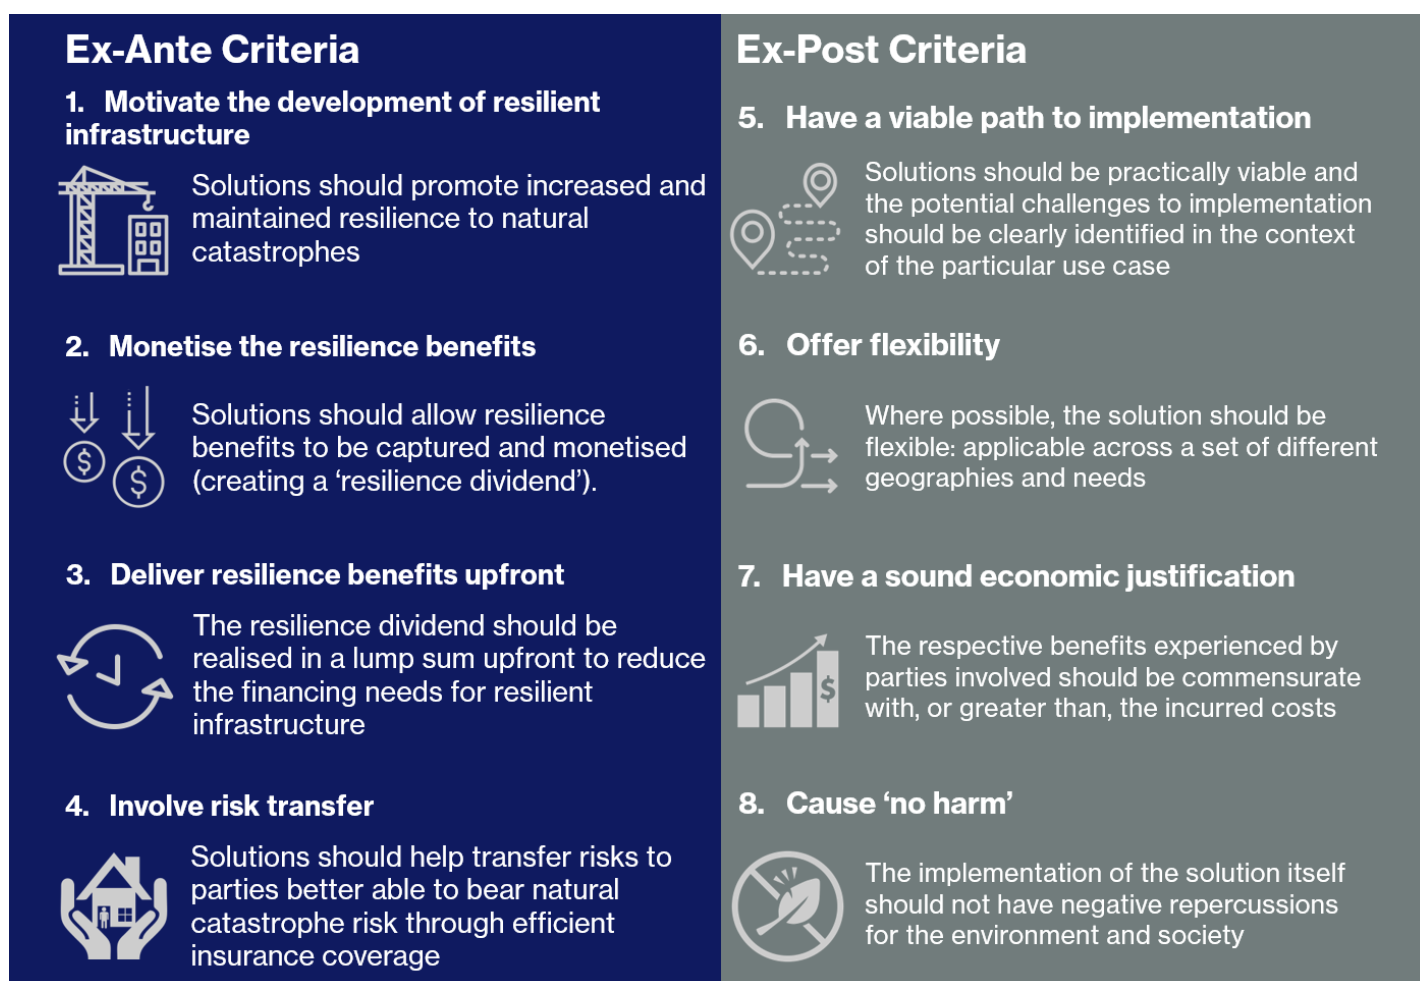 Ex-Ante Criteria
1. Motivate the development of resilient
infrastructure
Solutions should promote increased and
maintained resilience to natural
catastrophes
2. Monetise the resilience benefits
$
$
Solutions should allow resilience
benefits to be captured and monetised
(creating a ‘resilience dividend’).
3. Deliver resilience benefits upfront
The resilience dividend should be
realised in a lump sum upfront to reduce
the financing needs for resilient
infrastructure
4. Involve risk transfer
Solutions should help transfer risks to
parties better able to bear natural
catastrophe risk through efficient
insurance coverage
Ex-Post Criteria
5. Have a viable path to implementation
Solutions should be practically viable and
the potential challenges to implementation
should be clearly identified in the context
of the particular use case
6. Offer flexibility
Where possible, the solution should be
flexible: applicable across a set of different
geographies and needs
7. Have a sound economic justification
$
The respective benefits experienced by
parties involved should be commensurate
with, or greater than, the incurred costs
8. Cause ‘no harm’
The implementation of the solution itself
should not have negative repercussions
for the environment and society